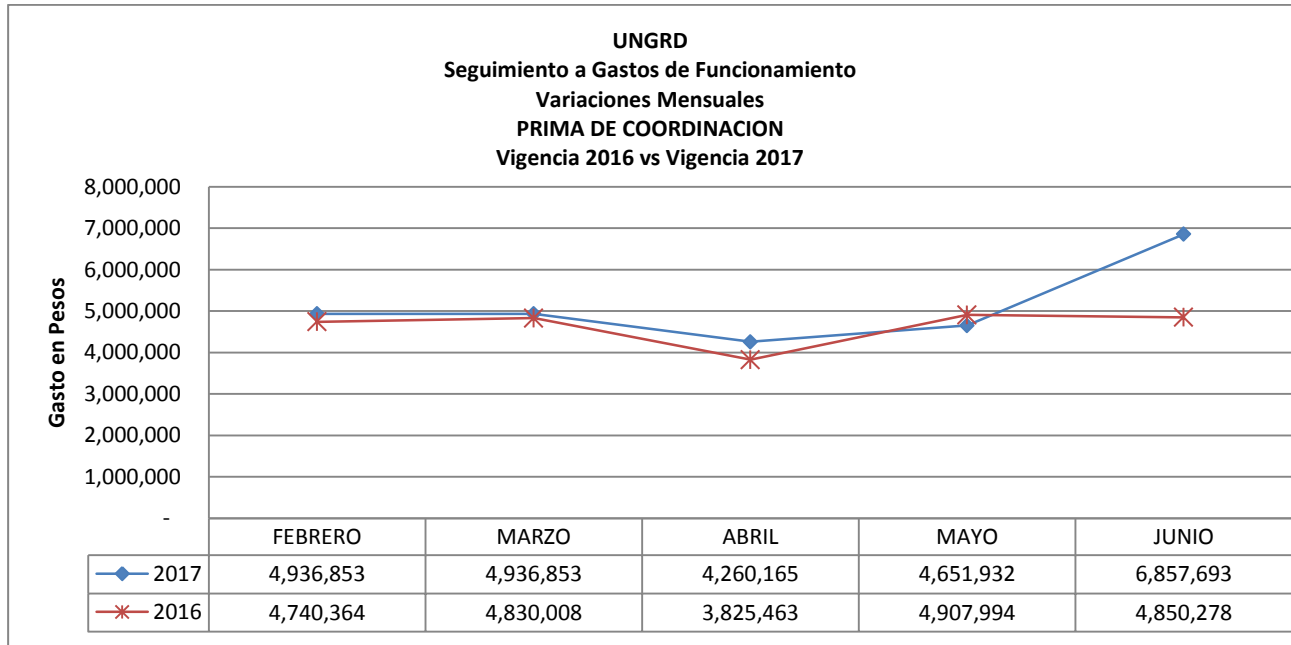 UNGRD
Seguimiento a Gastos de Funcionamiento
Variaciones Mensuales
PRIMA DE COORDINACION
Vigencia 2016 vs Vigencia 2017
Gasto en Pesos
8,000,000
7,000,000
6,000,000
5,000,000
4,000,000
3,000,000
2,000,000
1,000,000
-
FEBRERO MARZO ABRIL MAYO JUNIO
2017 4,936,853 4,936,853 4,260,165 4,651,932 6,857,693
2016 4,740,364 4,830,008 3,825,463 4,907,994 4,850,278